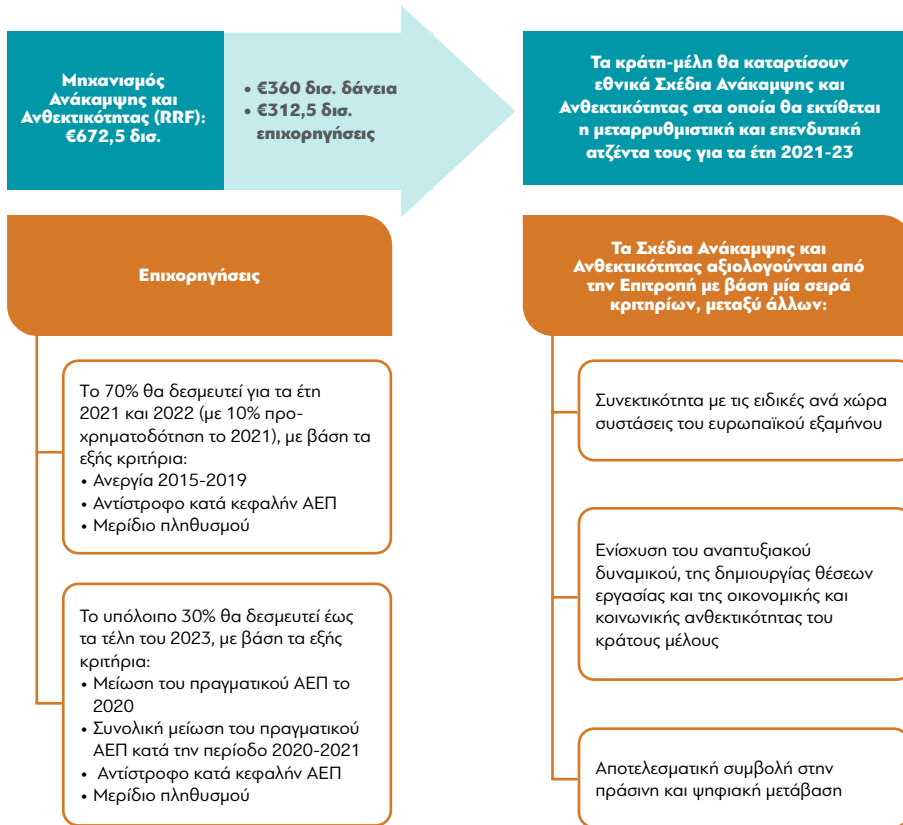 Μηχανισμός
Ανάκαμψης και
Ανθεκτικότητας (RRF):
€672,5 δισ.
• €360 δισ. δάνεια
• €312,5 δισ.
επιχορηγήσεις
Τα κράτη-μέλη θα καταρτίσουν
εθνικά Σχέδια Ανάκαμψης και
Ανθεκτικότητας στα οποία θα εκτίθεται
η μεταρρυθμιστική και επενδυτική
ατζέντα τους για τα έτη 2021-23
Επιχορηγήσεις
Το 70% θα δεσμευτεί για τα έτη
2021 και 2022 (με 10% προ-
χρηματοδότηση το 2021), με βάση τα
εξής κριτήρια:
• Ανεργία 2015-2019
• Αντίστροφο κατά κεφαλήν ΑΕΠ
• Μερίδιο πληθυσμού
Το υπόλοιπο 30% θα δεσμευτεί έως
τα τέλη του 2023, με βάση τα εξής
κριτήρια:
• Μείωση του πραγματικού ΑΕΠ το
2020
• Συνολική μείωση του πραγματικού
ΑΕΠ κατά την περίοδο 2020-2021
• Αντίστροφο κατά κεφαλήν ΑΕΠ
• Μερίδιο πληθυσμού
Τα Σχέδια Ανάκαμψης και
Ανθεκτικότητας αξιολογούνται από
την Επιτροπή με βάση μία σειρά
κριτηρίων, μεταξύ άλλων:
Συνεκτικότητα με τις ειδικές ανά χώρα
συστάσεις του ευρωπαϊκού εξαμήνου
Ενίσχυση του αναπτυξιακού
δυναμικού, της δημιουργίας θέσεων
εργασίας και της οικονομικής και
κοινωνικής ανθεκτικότητας του
κράτους μέλους
Αποτελεσματική συμβολή στην
πράσινη και ψηφιακή μετάβαση